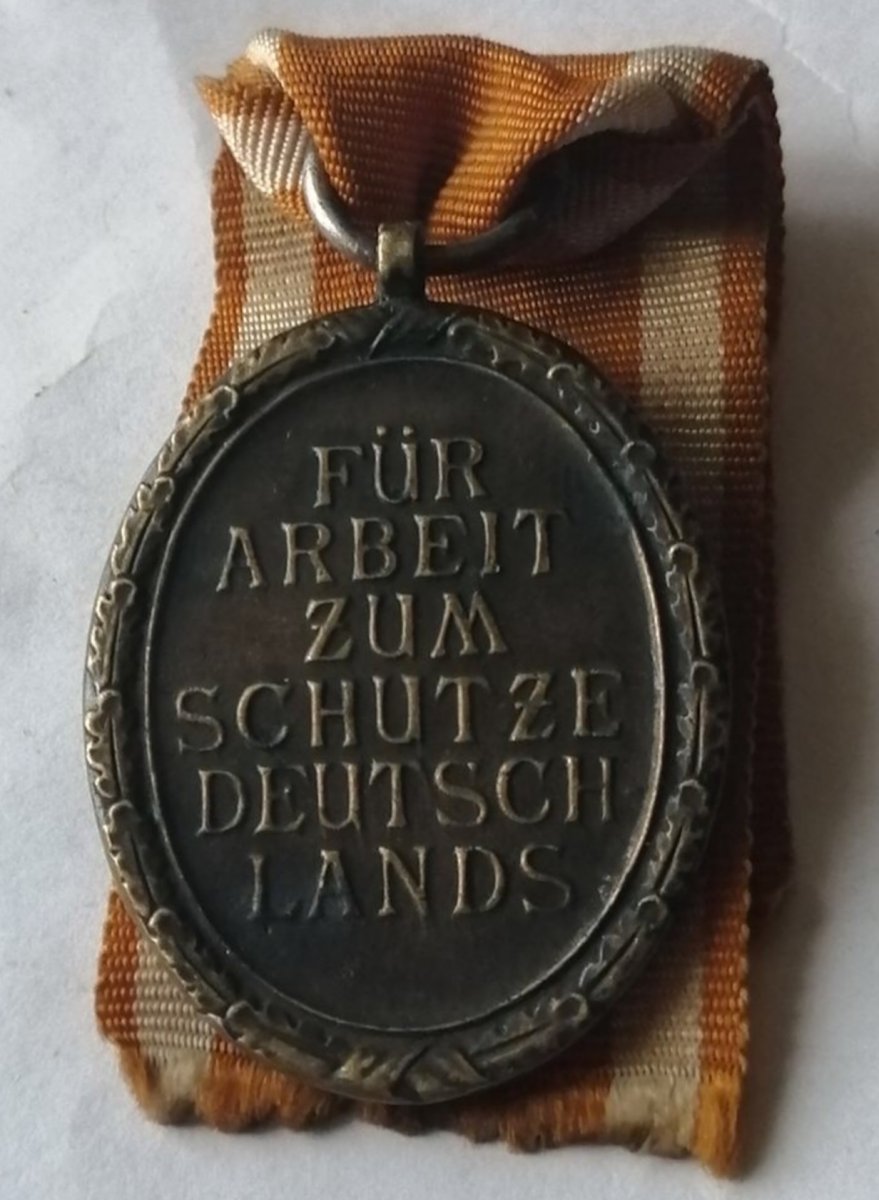 FÜR
ARBEIT
ZUM
SCHUTZE
DEUTSCH
LANDS